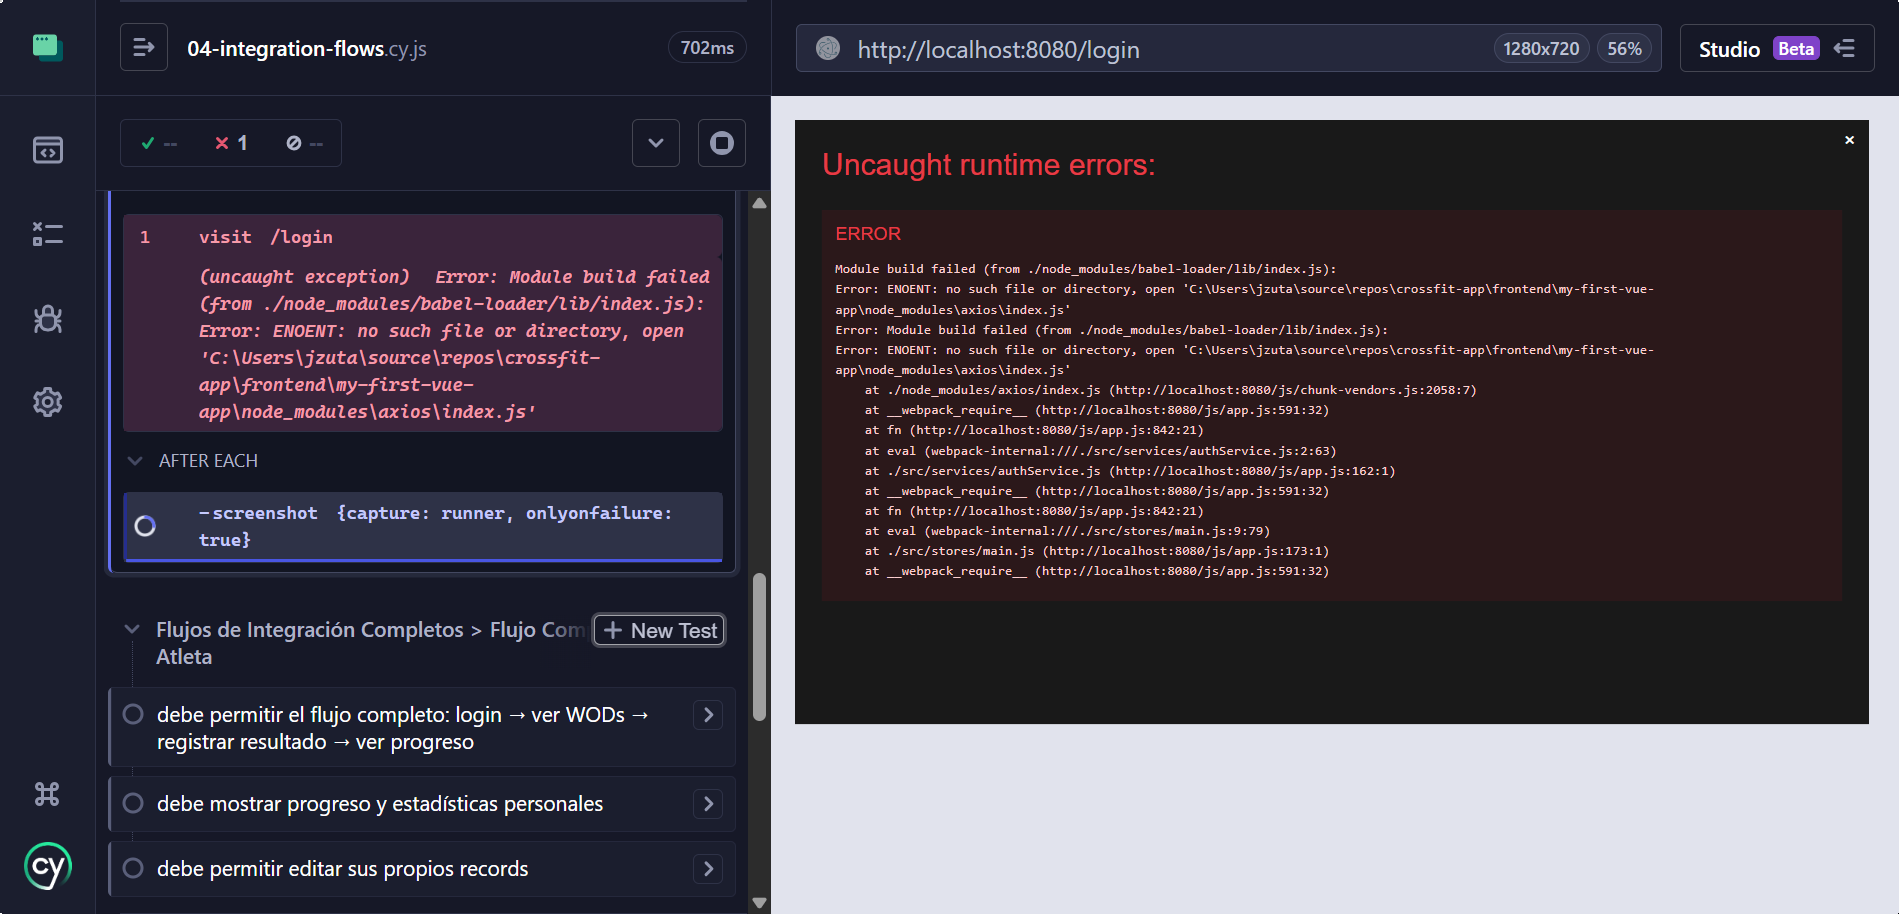 04-integration-flows.cy.js
702ms
http://localhost:8080/login
1280x720
56%
Studio Beta
--
1
--
1 visit /login
(uncaught exception) Error: Module build failed
(from ./node_modules/babel-loader/lib/index.js):
Error: ENOENT: no such file or directory, open
'C:\Users\jzuta\source\repos\crossfit-
app\frontend\my-first-vue-
app\node_modules\axios\index.js'
AFTER EACH
-screenshot {capture: runner, onlyonfailure:
true}
Flujos de Integración Completos > Flujo Com
Atleta
+ New Test
debe permitir el flujo completo: login → ver WODs →
registrar resultado → ver progreso
debe mostrar progreso y estadísticas personales
debe permitir editar sus propios records
cy
×
Uncaught runtime errors:
ERROR
Module build failed (from ./node_modules/babel-loader/lib/index.js):
Error: ENOENT: no such file or directory, open 'C:\Users\jzuta\source\repos\crossfit-app\frontend\my-first-vue-
app\node_modules\axios\index.js'
Error: Module build failed (from ./node_modules/babel-loader/lib/index.js):
Error: ENOENT: no such file or directory, open 'C:\Users\jzuta\source\repos\crossfit-app\frontend\my-first-vue-
app\node_modules\axios\index.js'
at ./node_modules/axios/index.js (http://localhost:8080/js/chunk-vendors.js:2058:7)
at __webpack_require__ (http://localhost:8080/js/app.js:591:32)
at fn (http://localhost:8080/js/app.js:842:21)
at eval (webpack-internal:///./src/services/authService.js:2:63)
at ./src/services/authService.js (http://localhost:8080/js/app.js:162:1)
at __webpack_require__ (http://localhost:8080/js/app.js:591:32)
at fn (http://localhost:8080/js/app.js:842:21)
at eval (webpack-internal:///./src/stores/main.js:9:79)
at ./src/stores/main.js (http://localhost:8080/js/app.js:173:1)
at __webpack_require__ (http://localhost:8080/js/app.js:591:32)